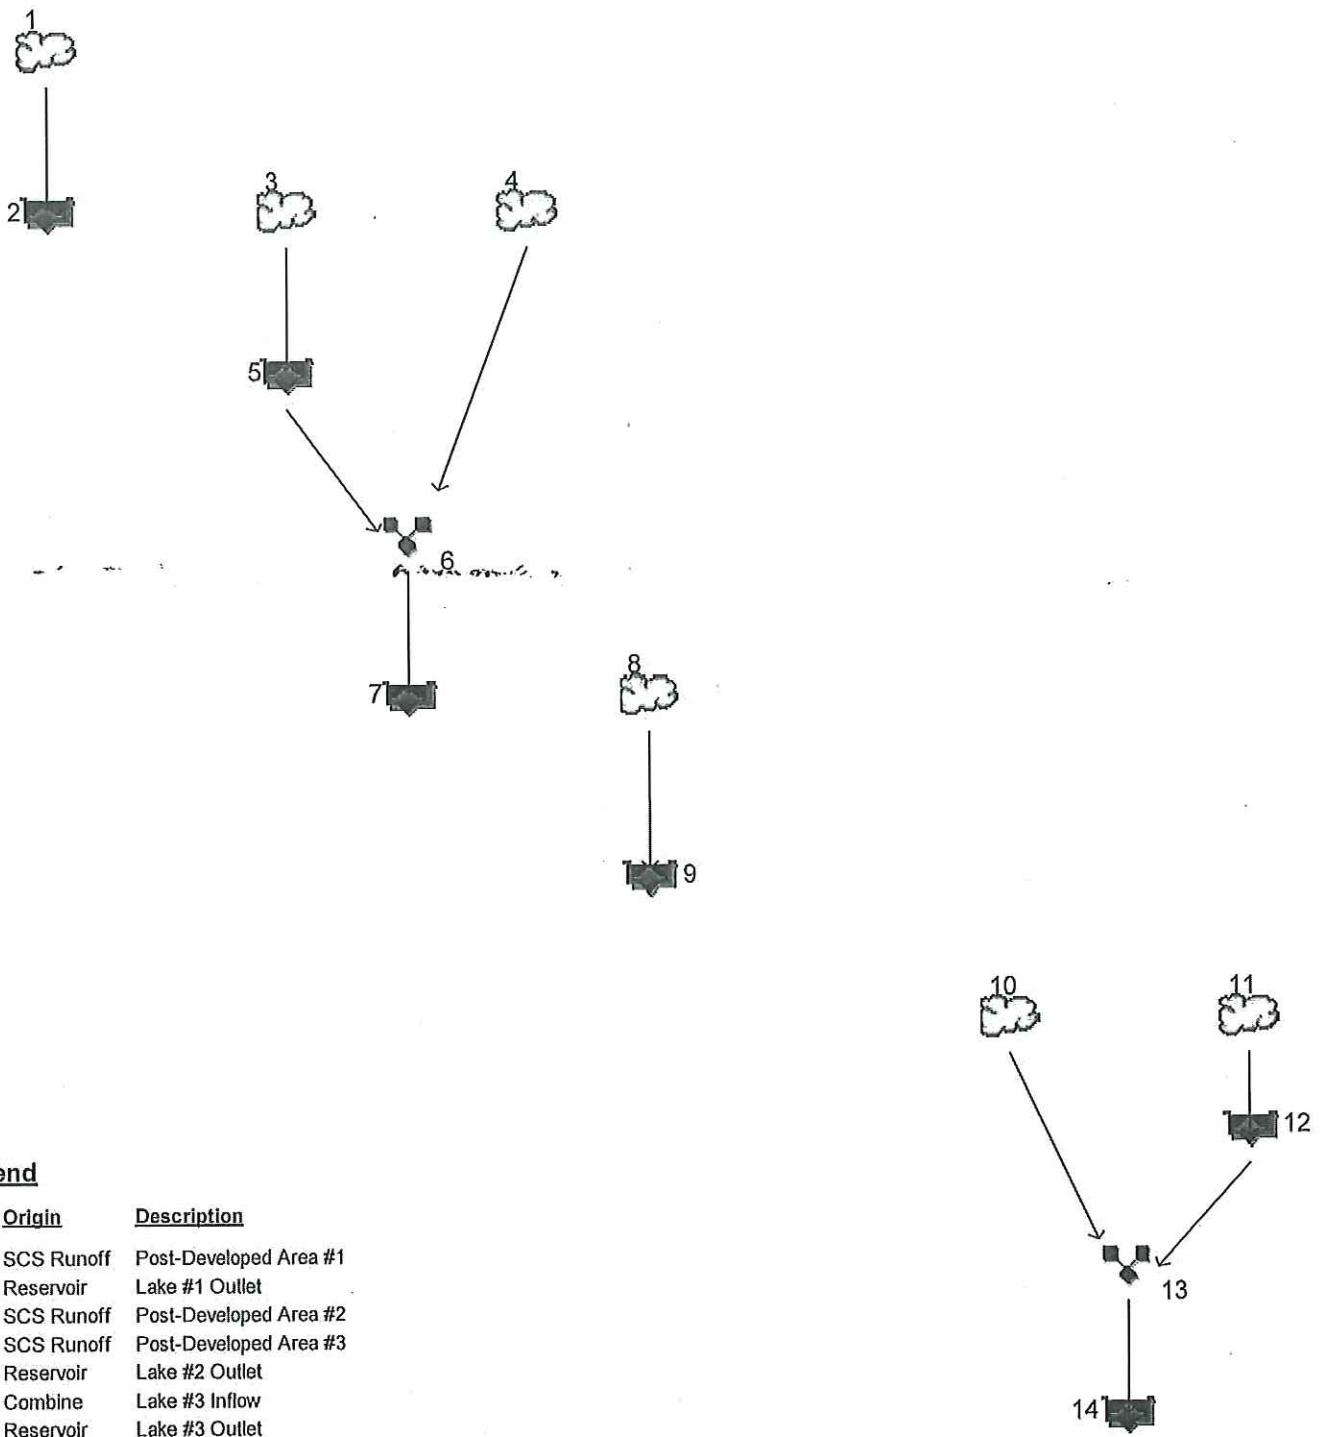 1
2
3
4
5
6
7
8
9
10
11
12
13
14
end
Origin Description
SCS Runoff Post-Developed Area #1
Reservoir Lake #1 Outlet
SCS Runoff Post-Developed Area #2
SCS Runoff Post-Developed Area #3
Reservoir Lake #2 Outlet
Combine Lake #3 Inflow
Reservoir Lake #3 Outlet